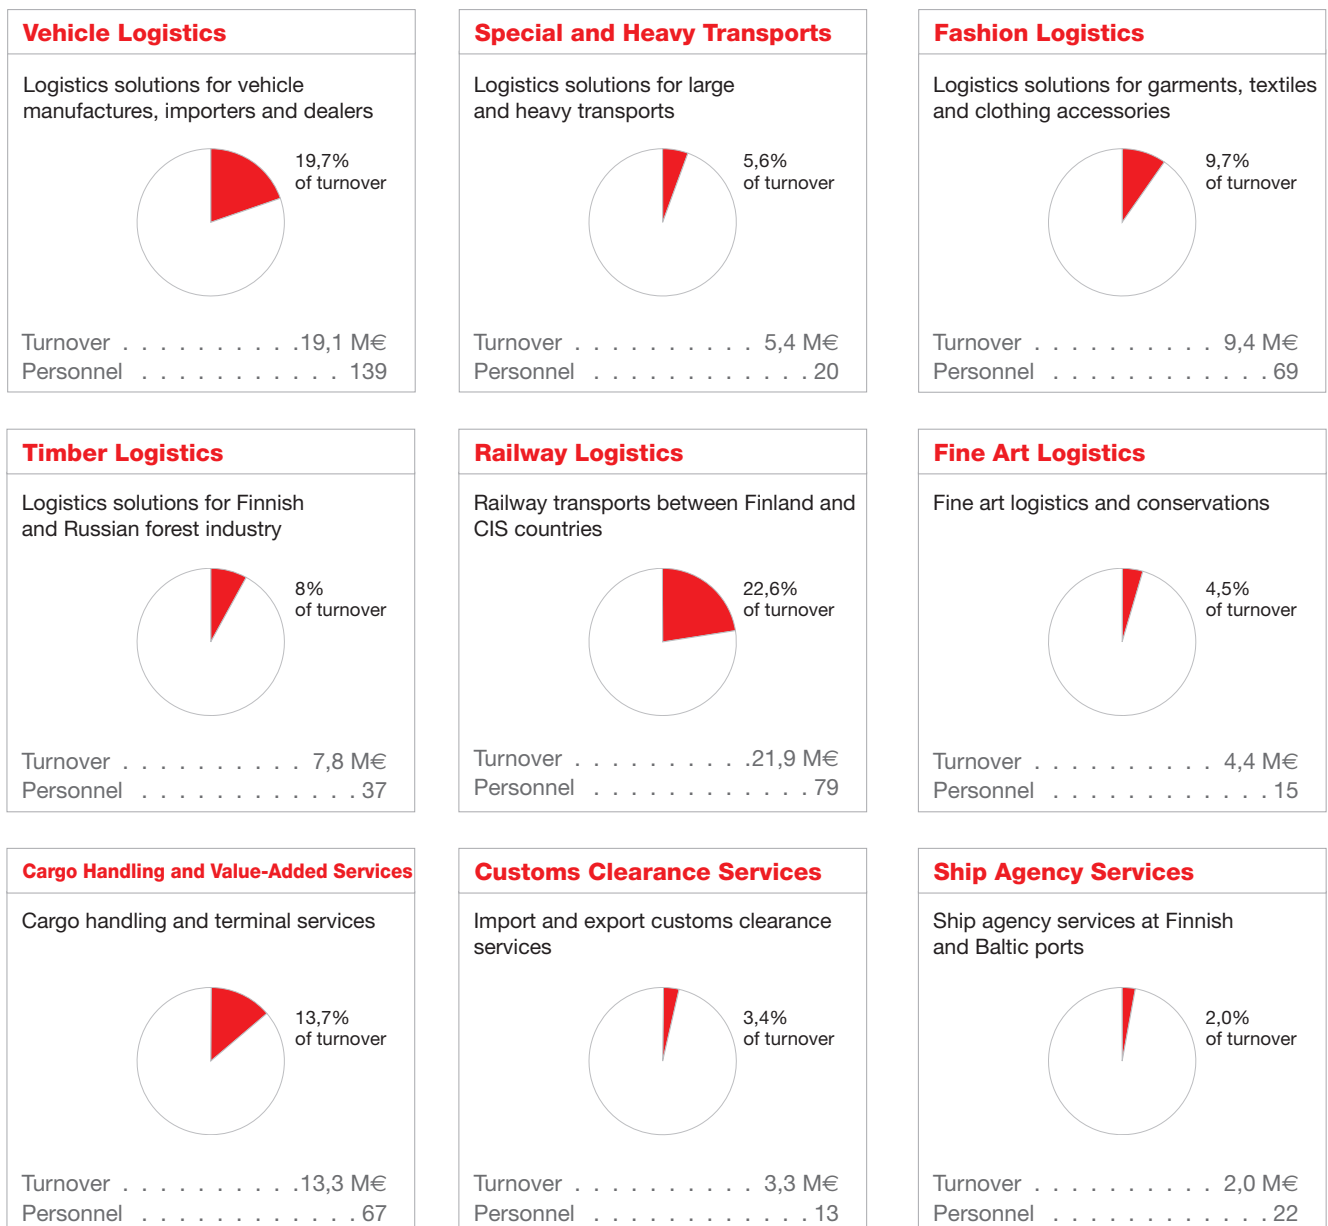 Vehicle Logistics
Logistics solutions for vehicle
manufactures, importers and dealers
19,7%
of turnover
Turnover . . . . . . . . . .19,1 M€
Personnel . . . . . . . . . . . 139
Special and Heavy Transports
Logistics solutions for large
and heavy transports
5,6%
of turnover
Turnover . . . . . . . . . . 5,4 M€
Personnel . . . . . . . . . . . . 20
Fashion Logistics
Logistics solutions for garments, textiles
and clothing accessories
9,7%
of turnover
Turnover . . . . . . . . . . 9,4 M€
Personnel . . . . . . . . . . . . 69
Timber Logistics
Logistics solutions for Finnish
and Russian forest industry
8%
of turnover
Turnover . . . . . . . . . . 7,8 M€
Personnel . . . . . . . . . . . . 37
Railway Logistics
Railway transports between Finland and
CIS countries
22,6%
of turnover
Turnover . . . . . . . . . .21,9 M€
Personnel . . . . . . . . . . . . 79
Fine Art Logistics
Fine art logistics and conservations
4,5%
of turnover
Turnover . . . . . . . . . . 4,4 M€
Personnel . . . . . . . . . . . . 15
Cargo Handling and Value-Added Services
Cargo handling and terminal services
13,7%
of turnover
Turnover . . . . . . . . . .13,3 M€
Personnel . . . . . . . . . . . . 67
Customs Clearance Services
Import and export customs clearance
services
3,4%
of turnover
Turnover . . . . . . . . . . 3,3 M€
Personnel . . . . . . . . . . . . 13
Ship Agency Services
Ship agency services at Finnish
and Baltic ports
2,0%
of turnover
Turnover . . . . . . . . . . 2,0 M€
Personnel . . . . . . . . . . . . 22